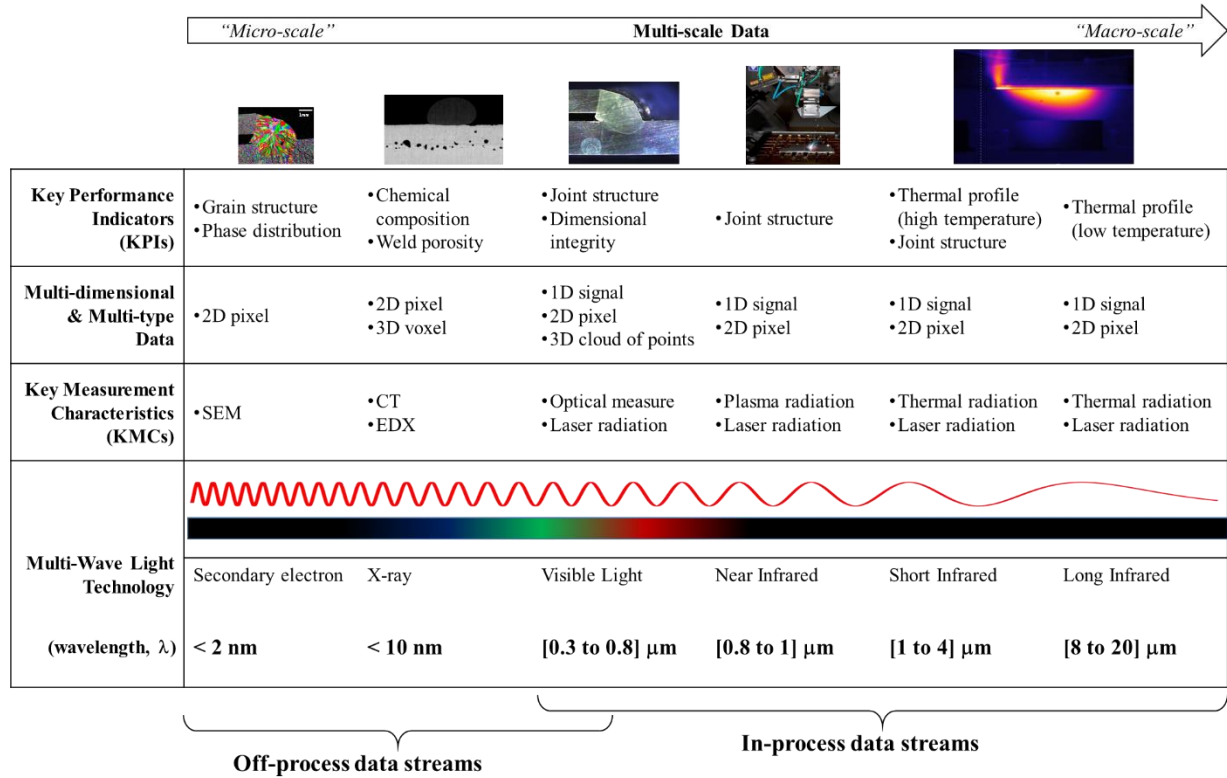 “Micro-scale” Multi-scale Data “Macro-scale”
1mm
Key Performance
Indicators
(KPIs)
•Grain structure
•Phase distribution
•Chemical
composition
•Weld porosity
•Joint structure
•Dimensional
integrity
•Joint structure
•Thermal profile
(high temperature)
•Joint structure
•Thermal profile
(low temperature)
Multi-dimensional
& Multi-type
Data
•2D pixel
•2D pixel
•3D voxel
•1D signal
•2D pixel
•3D cloud of points
•1D signal
•2D pixel
•1D signal
•2D pixel
•1D signal
•2D pixel
Key Measurement
Characteristics
(KMCs)
•SEM
•CT
•EDX
•Optical measure
•Laser radiation
•Plasma radiation
•Laser radiation
•Thermal radiation
•Laser radiation
•Thermal radiation
•Laser radiation
Multi-Wave Light
Technology
Secondary electron
X-ray
Visible Light
Near Infrared
Short Infrared
Long Infrared
(wavelength, λ)
< 2 nm
< 10 nm
[0.3 to 0.8] μm
[0.8 to 1] μm
[1 to 4] μm
[8 to 20] μm
Off-process data streams
In-process data streams